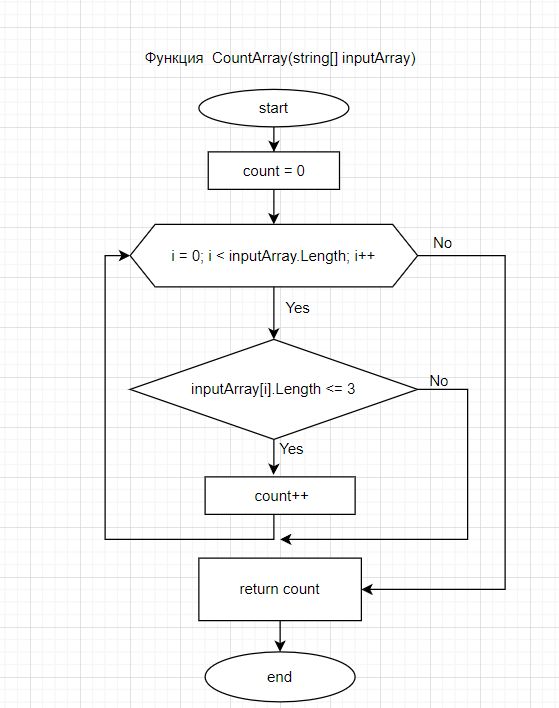 Функция CountArray(string[] inputArray)
start
count = 0
i = 0; i < inputArray.Length; i++
No
Yes
inputArray[i].Length <= 3
No
Yes
count++
return count
end